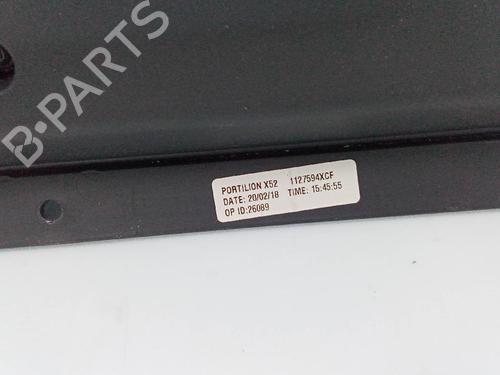 B-PARTS
PORTILION X52 1127594XCF
DATE: 20/02/18 TIME: 15:45:55
OP ID:26089